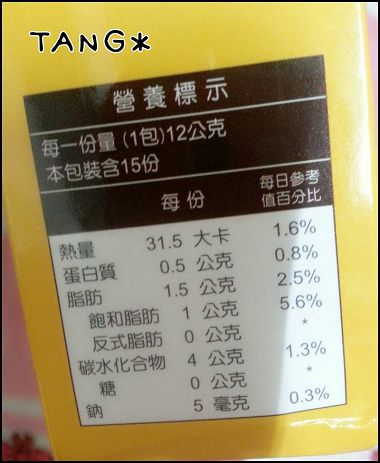 TANG*
營養標示
每一份量 (1包)12公克
本包裝含15份
每份 每日參考值百分比
熱量 31.5 大卡 1.6%
蛋白質 0.5 公克 0.8%
脂肪 1.5 公克 2.5%
飽和脂肪 1 公克 5.6%
反式脂肪 0 公克 *
碳水化合物 4 公克 1.3%
糖 0 公克 *
鈉 5 毫克 0.3%